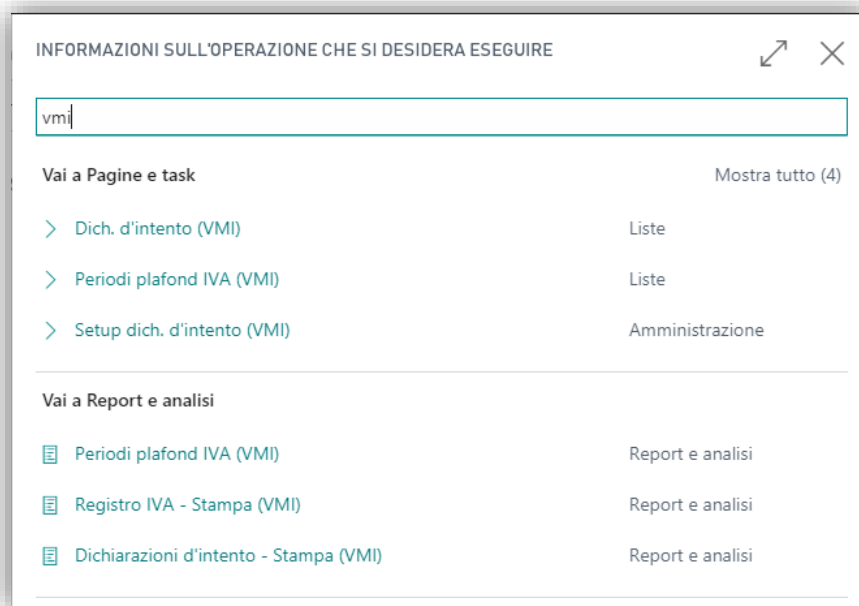 INFORMAZIONI SULL'OPERAZIONE CHE SI DESIDERA ESEGUIRE
vmi
Vai a Pagine e task Mostra tutto (4)
Dich. d'intento (VMI) Liste
Periodi plafond IVA (VMI) Liste
Setup dich. d'intento (VMI) Amministrazione
Vai a Report e analisi
Periodi plafond IVA (VMI) Report e analisi
Registro IVA - Stampa (VMI) Report e analisi
Dichiarazioni d'intento - Stampa (VMI) Report e analisi